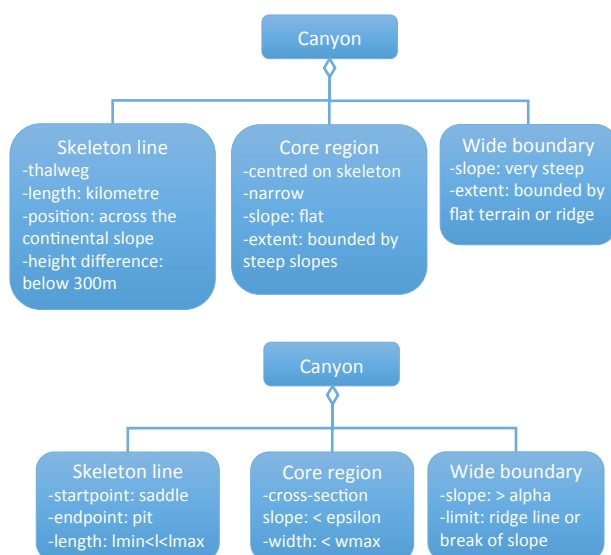 Canyon
Skeleton line
-thalweg
-length: kilometre
-position: across the
continental slope
-height difference:
below 300m
Core region
-centred on skeleton
-narrow
-slope: flat
-extent: bounded by
steep slopes
Wide boundary
-slope: very steep
-extent: bounded by
flat terrain or ridge
Canyon
Skeleton line
-startpoint: saddle
-endpoint: pit
-length: lmin<l<lmax
Core region
-cross-section
slope: < epsilon
-width: < wmax
Wide boundary
-slope: > alpha
-limit: ridge line or
break of slope